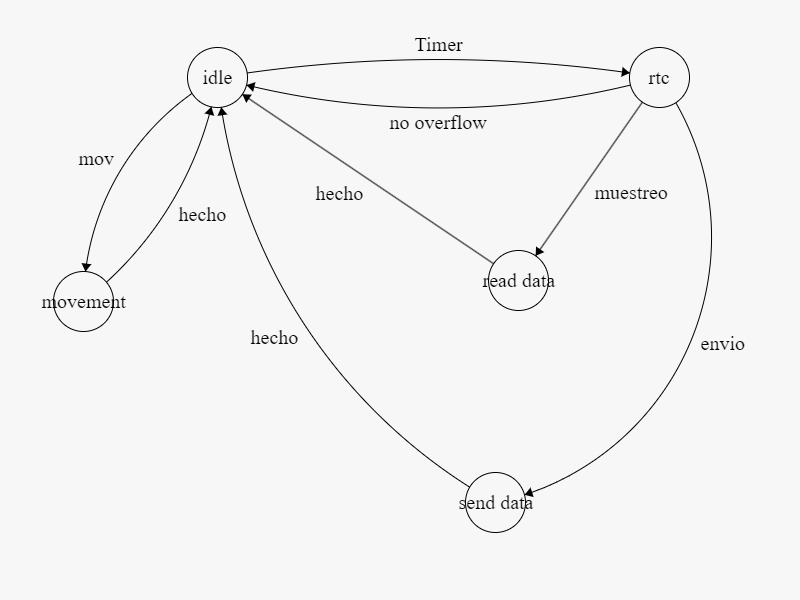 Timer
idle
rtc
no overflow
mov
hecho
hecho
muestreo
read data
movement
hecho
envio
send data